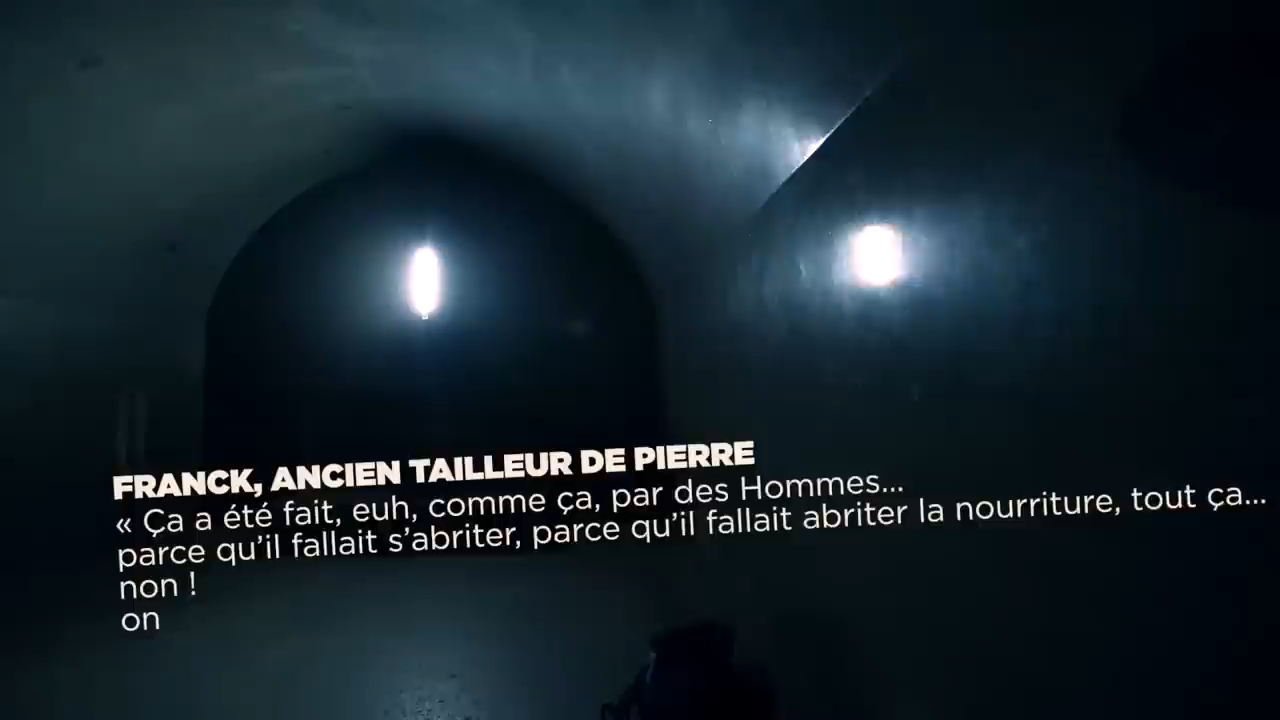 FRANCK, ANCIEN TAILLEUR DE PIERRE
« Ça a été fait, euh, comme ça, par des Hommes...
parce qu'il fallait s'abriter, parce qu'il fallait abriter la nourriture, tout ça...
non !
on